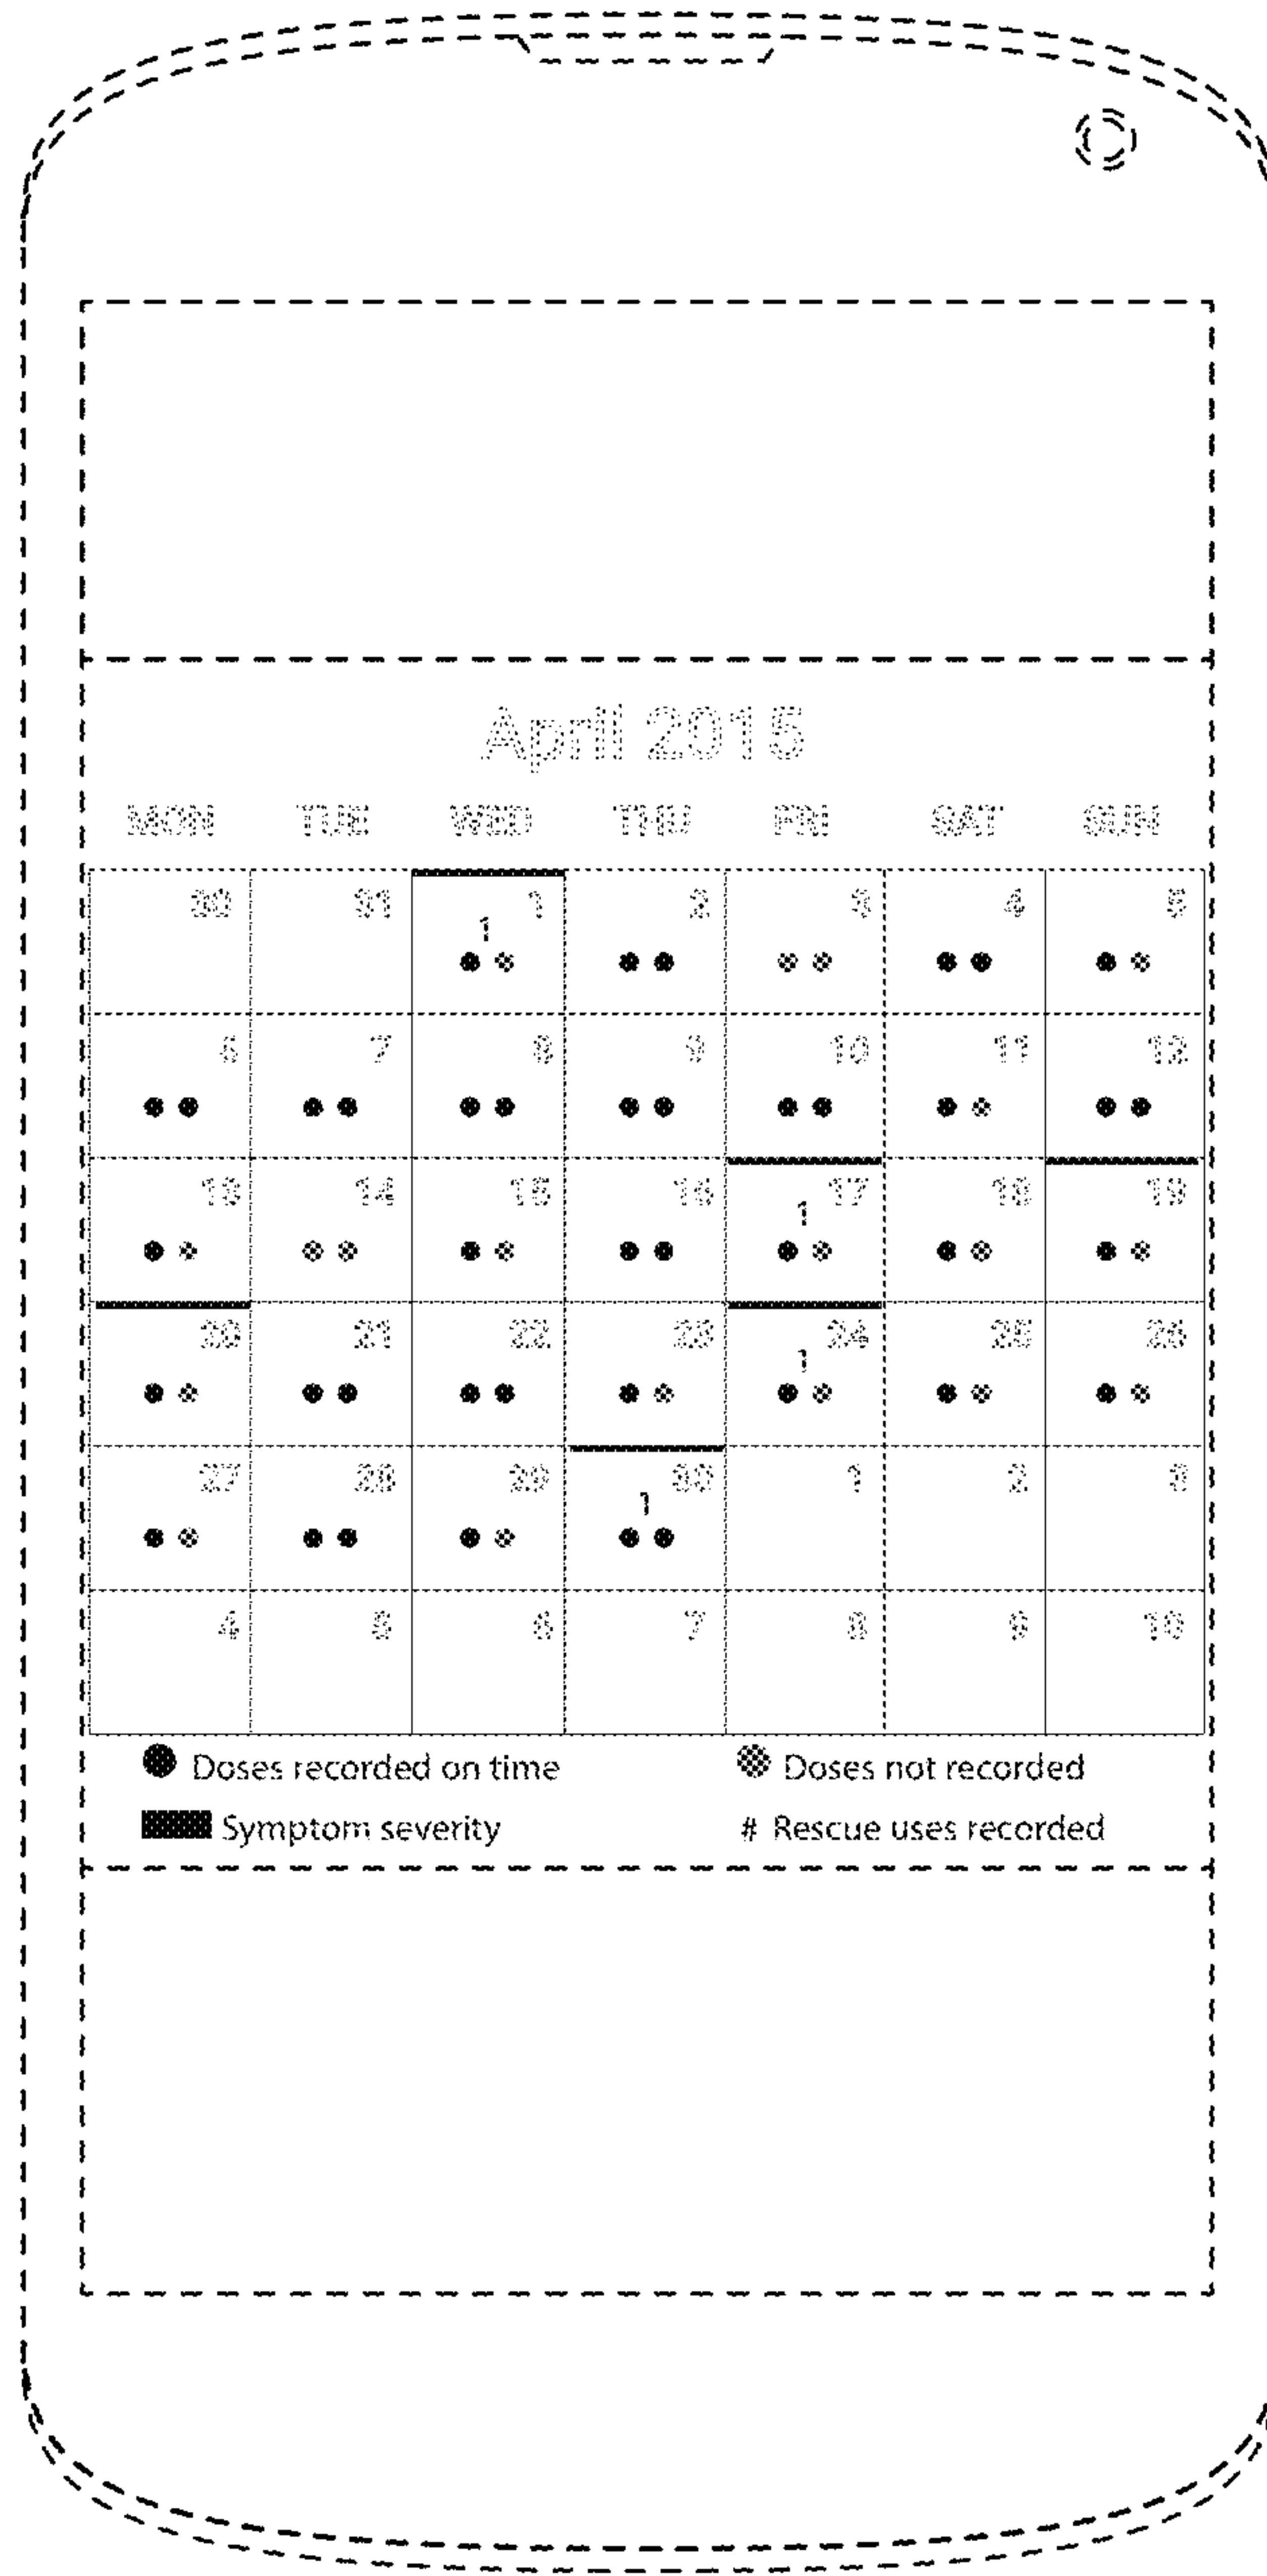 April 2015
MON TUE WED THU FRI SAT SUN
30 31 1 2 3 4 5
1
6 7 8 9 10 11 12
13 14 15 16 17 18 19
1
20 21 22 23 24 25 26
1
27 28 29 30 1 2 3
1
4 5 6 7 8 9 10
Doses recorded on time Doses not recorded
Symptom severity # Rescue uses recorded